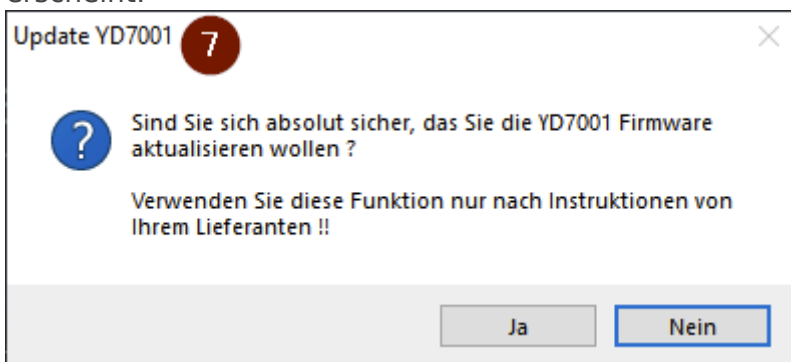 erscheint.
Update YD7001 7
Sind Sie sich absolut sicher, das Sie die YD7001 Firmware
aktualisieren wollen ?
Verwenden Sie diese Funktion nur nach Instruktionen von
Ihrem Lieferanten !!
Ja Nein